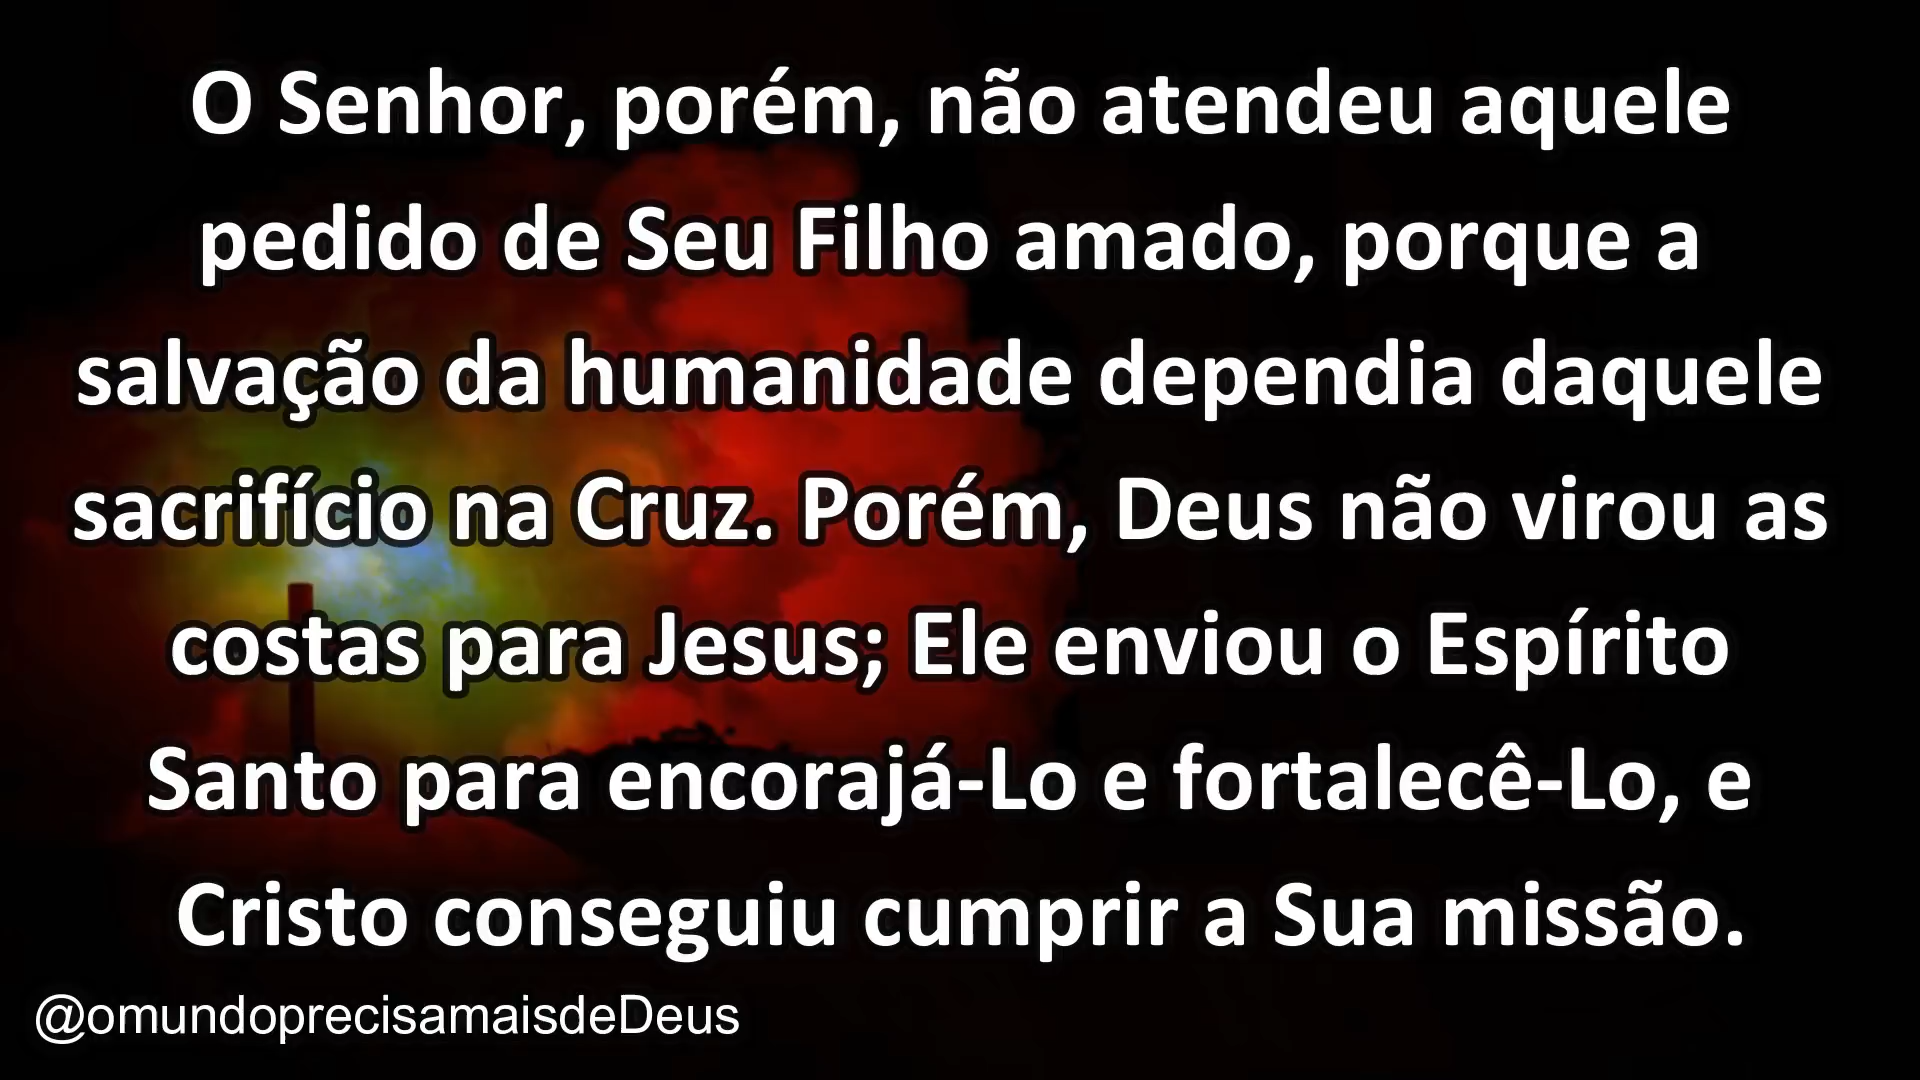 O Senhor, porém, não atendeu aquele
pedido de Seu Filho amado, porque a
salvação da humanidade dependia daquele
sacrifício na Cruz. Porém, Deus não virou as
costas para Jesus; Ele enviou o Espírito
Santo para encorajá-Lo e fortalecê-Lo, e
Cristo conseguiu cumprir a Sua missão.
@omundoprecisamaisdeDeus